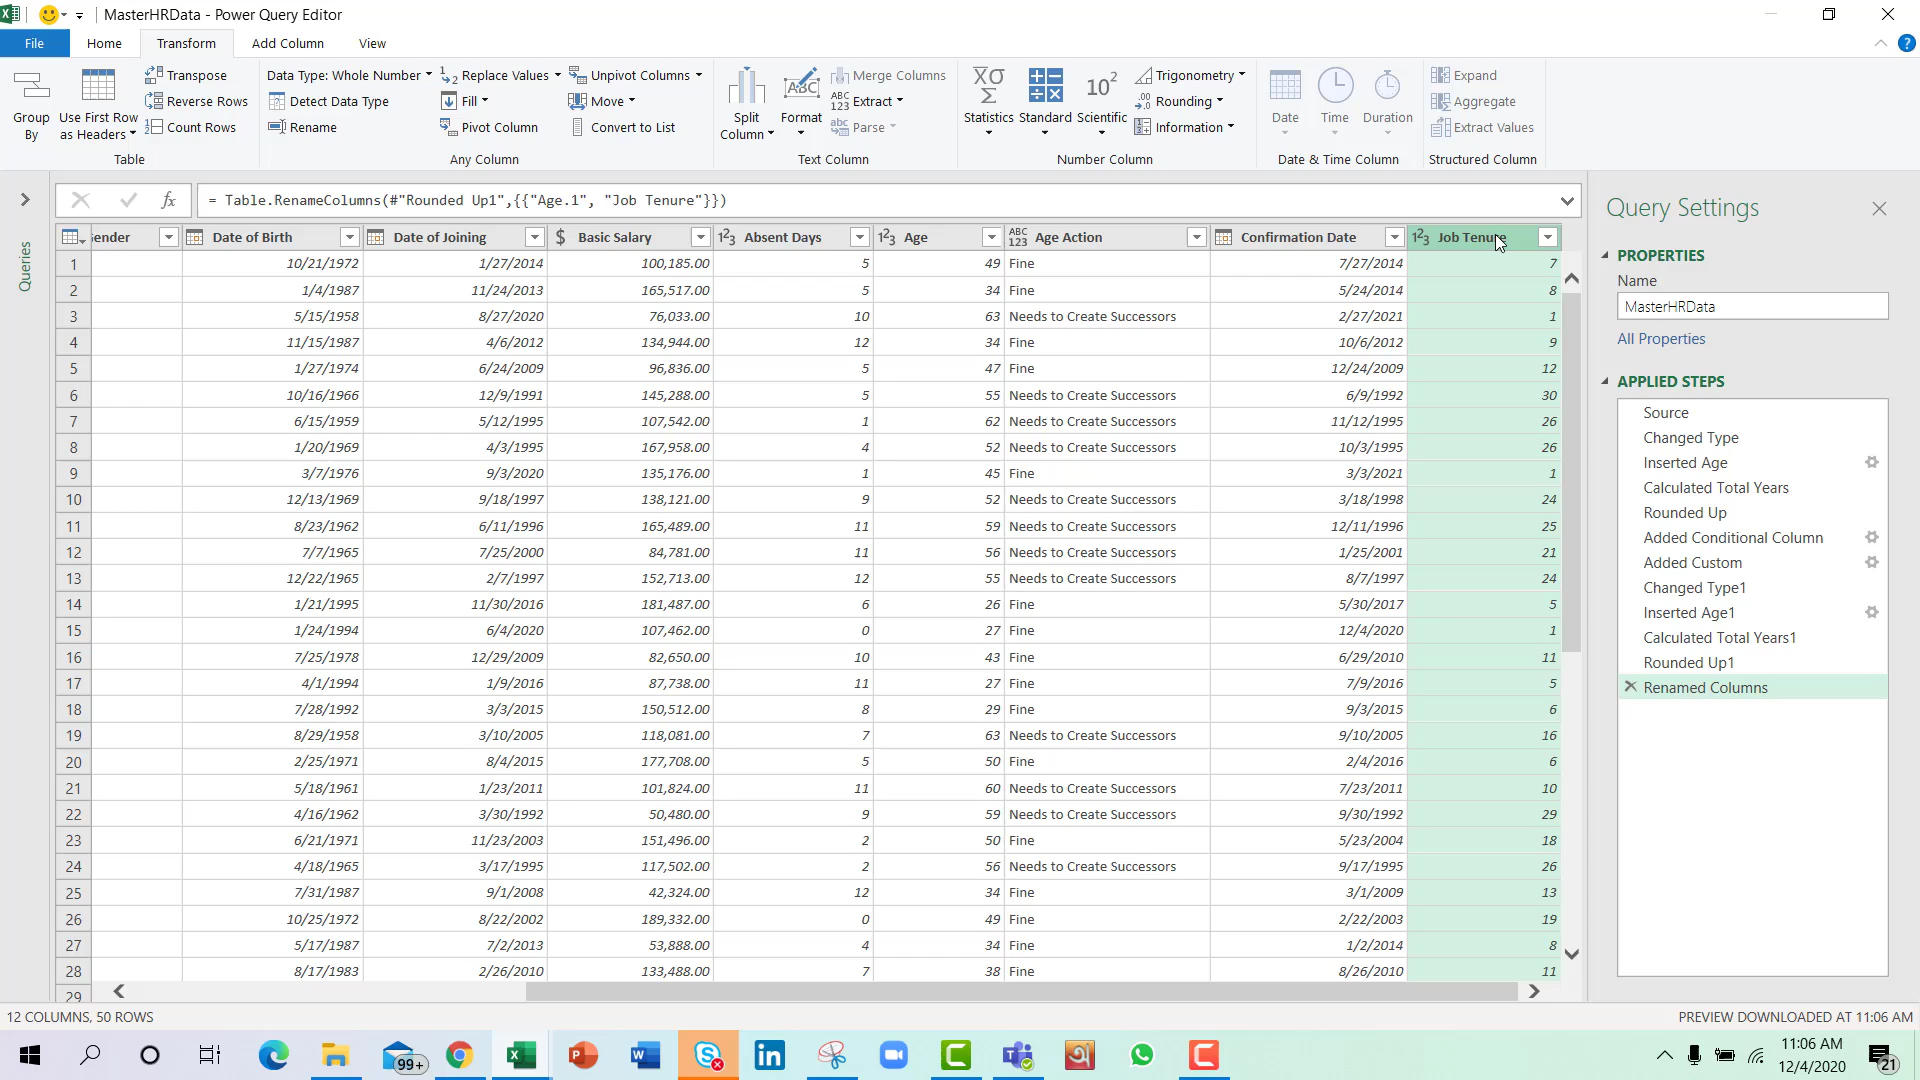 MasterHRData - Power Query Editor
File Home Transform Add Column View
Group By
Use First Row as Headers
Transpose
Reverse Rows
Count Rows
Table
Data Type: Whole Number
Detect Data Type
Rename
Replace Values
Fill
Pivot Column
Unpivot Columns
Move
Convert to List
Any Column
Split Column
Format
Merge Columns
Extract
Parse
Text Column
Statistics
Standard
Scientific
Trigonometry
Rounding
Information
Number Column
Date
Time
Duration
Date & Time Column
Expand
Aggregate
Extract Values
Structured Column
= Table.RenameColumns(#"Rounded Up1",{{"Age.1", "Job Tenure"}})
Queries
ender Date of Birth Date of Joining $ Basic Salary 123 Absent Days 123 Age ABC 123 Age Action Confirmation Date 123 Job Tenure
1 10/21/1972 1/27/2014 100,185.00 5 49 Fine 7/27/2014 7
2 1/4/1987 11/24/2013 165,517.00 5 34 Fine 5/24/2014 8
3 5/15/1958 8/27/2020 76,033.00 10 63 Needs to Create Successors 2/27/2021 1
4 11/15/1987 4/6/2012 134,944.00 12 34 Fine 10/6/2012 9
5 1/27/1974 6/24/2009 96,836.00 5 47 Fine 12/24/2009 12
6 10/16/1966 12/9/1991 145,288.00 5 55 Needs to Create Successors 6/9/1992 30
7 6/15/1959 5/12/1995 107,542.00 1 62 Needs to Create Successors 11/12/1995 26
8 1/20/1969 4/3/1995 167,958.00 4 52 Needs to Create Successors 10/3/1995 26
9 3/7/1976 9/3/2020 135,176.00 1 45 Fine 3/3/2021 1
10 12/13/1969 9/18/1997 138,121.00 9 52 Needs to Create Successors 3/18/1998 24
11 8/23/1962 6/11/1996 165,489.00 11 59 Needs to Create Successors 12/11/1996 25
12 7/7/1965 7/25/2000 84,781.00 11 56 Needs to Create Successors 1/25/2001 21
13 12/22/1965 2/7/1997 152,713.00 12 55 Needs to Create Successors 8/7/1997 24
14 1/21/1995 11/30/2016 181,487.00 6 26 Fine 5/30/2017 5
15 1/24/1994 6/4/2020 107,462.00 0 27 Fine 12/4/2020 1
16 7/25/1978 12/29/2009 82,650.00 10 43 Fine 6/29/2010 11
17 4/1/1994 1/9/2016 87,738.00 11 27 Fine 7/9/2016 5
18 7/28/1992 3/3/2015 150,512.00 8 29 Fine 9/3/2015 6
19 8/29/1958 3/10/2005 118,081.00 7 63 Needs to Create Successors 9/10/2005 16
20 2/25/1971 8/4/2015 177,708.00 5 50 Fine 2/4/2016 6
21 5/18/1961 1/23/2011 101,824.00 11 60 Needs to Create Successors 7/23/2011 10
22 4/16/1962 3/30/1992 50,480.00 9 59 Needs to Create Successors 9/30/1992 29
23 6/21/1971 11/23/2003 151,496.00 2 50 Fine 5/23/2004 18
24 4/18/1965 3/17/1995 117,502.00 2 56 Needs to Create Successors 9/17/1995 26
25 7/31/1987 9/1/2008 42,324.00 12 34 Fine 3/1/2009 13
26 10/25/1972 8/22/2002 189,332.00 0 49 Fine 2/22/2003 19
27 5/17/1987 7/2/2013 53,888.00 4 34 Fine 1/2/2014 8
28 8/17/1983 2/26/2010 133,488.00 7 38 Fine 8/26/2010 11
29
Query Settings
PROPERTIES
Name
MasterHRData
All Properties
APPLIED STEPS
Source
Changed Type
Inserted Age
Calculated Total Years
Rounded Up
Added Conditional Column
Added Custom
Changed Type1
Inserted Age1
Calculated Total Years1
Rounded Up1
Renamed Columns
12 COLUMNS, 50 ROWS
PREVIEW DOWNLOADED AT 11:06 AM
99+
11:06 AM
12/4/2020
21